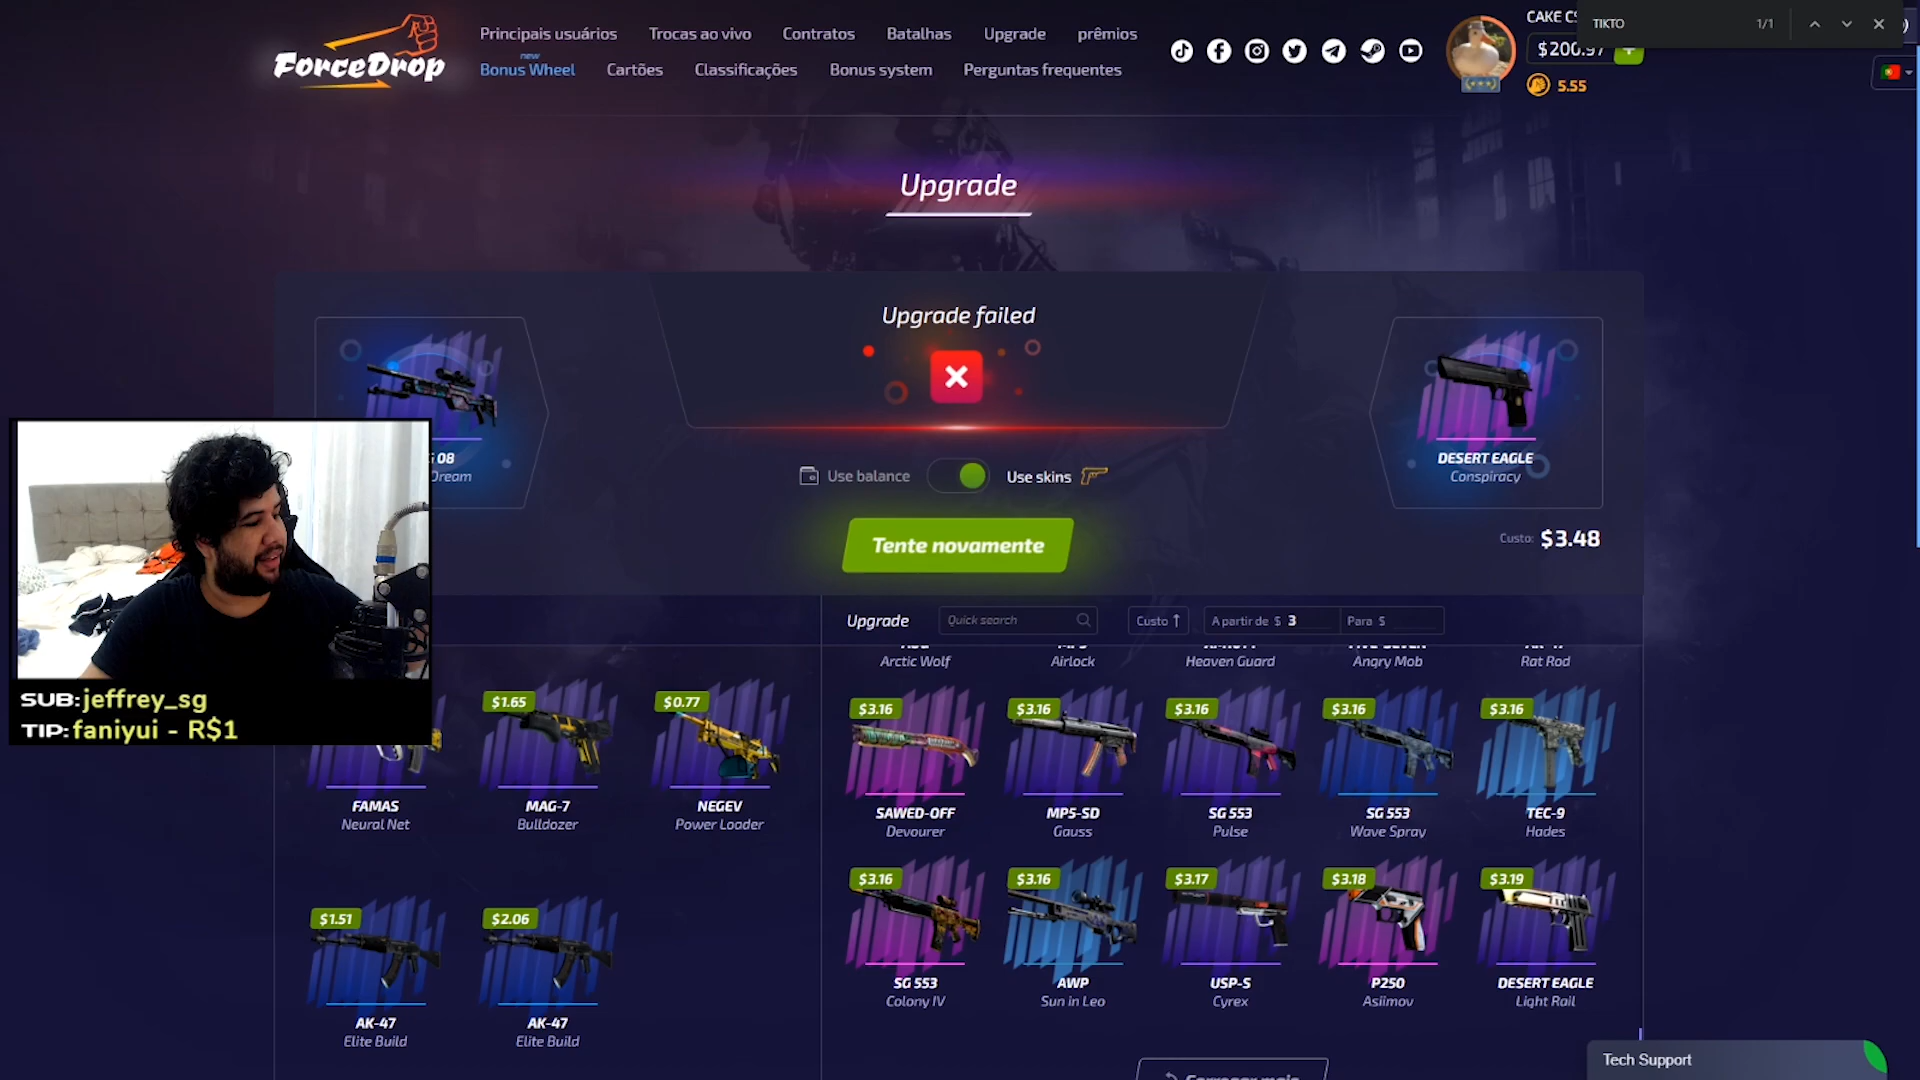 ForceDrop
Principais usuários
Trocas ao vivo
Contratos
Batalhas
Upgrade
prêmios
new
Bonus Wheel
Cartões
Classificações
Bonus system
Perguntas frequentes
CAKE CS
$200.97
+
5.55
TIKTO
1/1
Upgrade
Upgrade failed
08
Dream
DESERT EAGLE
Conspiracy
Use balance
Use skins
Custo: $3.48
Tente novamente
SUB:jeffrey_sg
TIP:faniyui - R$1
Upgrade
Quick search
Custo ↑
A partir de $ 3
Para $
Arctic Wolf
Airlock
Heaven Guard
Angry Mob
Rat Rod
$1.65
$0.77
FAMAS
Neural Net
MAG-7
Bulldozer
NEGEV
Power Loader
$1.51
$2.06
AK-47
Elite Build
AK-47
Elite Build
$3.16
$3.16
$3.16
$3.16
$3.16
SAWED-OFF
Devourer
MP5-SD
Gauss
SG 553
Pulse
SG 553
Wave Spray
TEC-9
Hades
$3.16
$3.16
$3.17
$3.18
$3.19
SG 553
Colony IV
AWP
Sun in Leo
USP-S
Cyrex
P250
Asiimov
DESERT EAGLE
Light Rail
Carregar mais
Tech Support